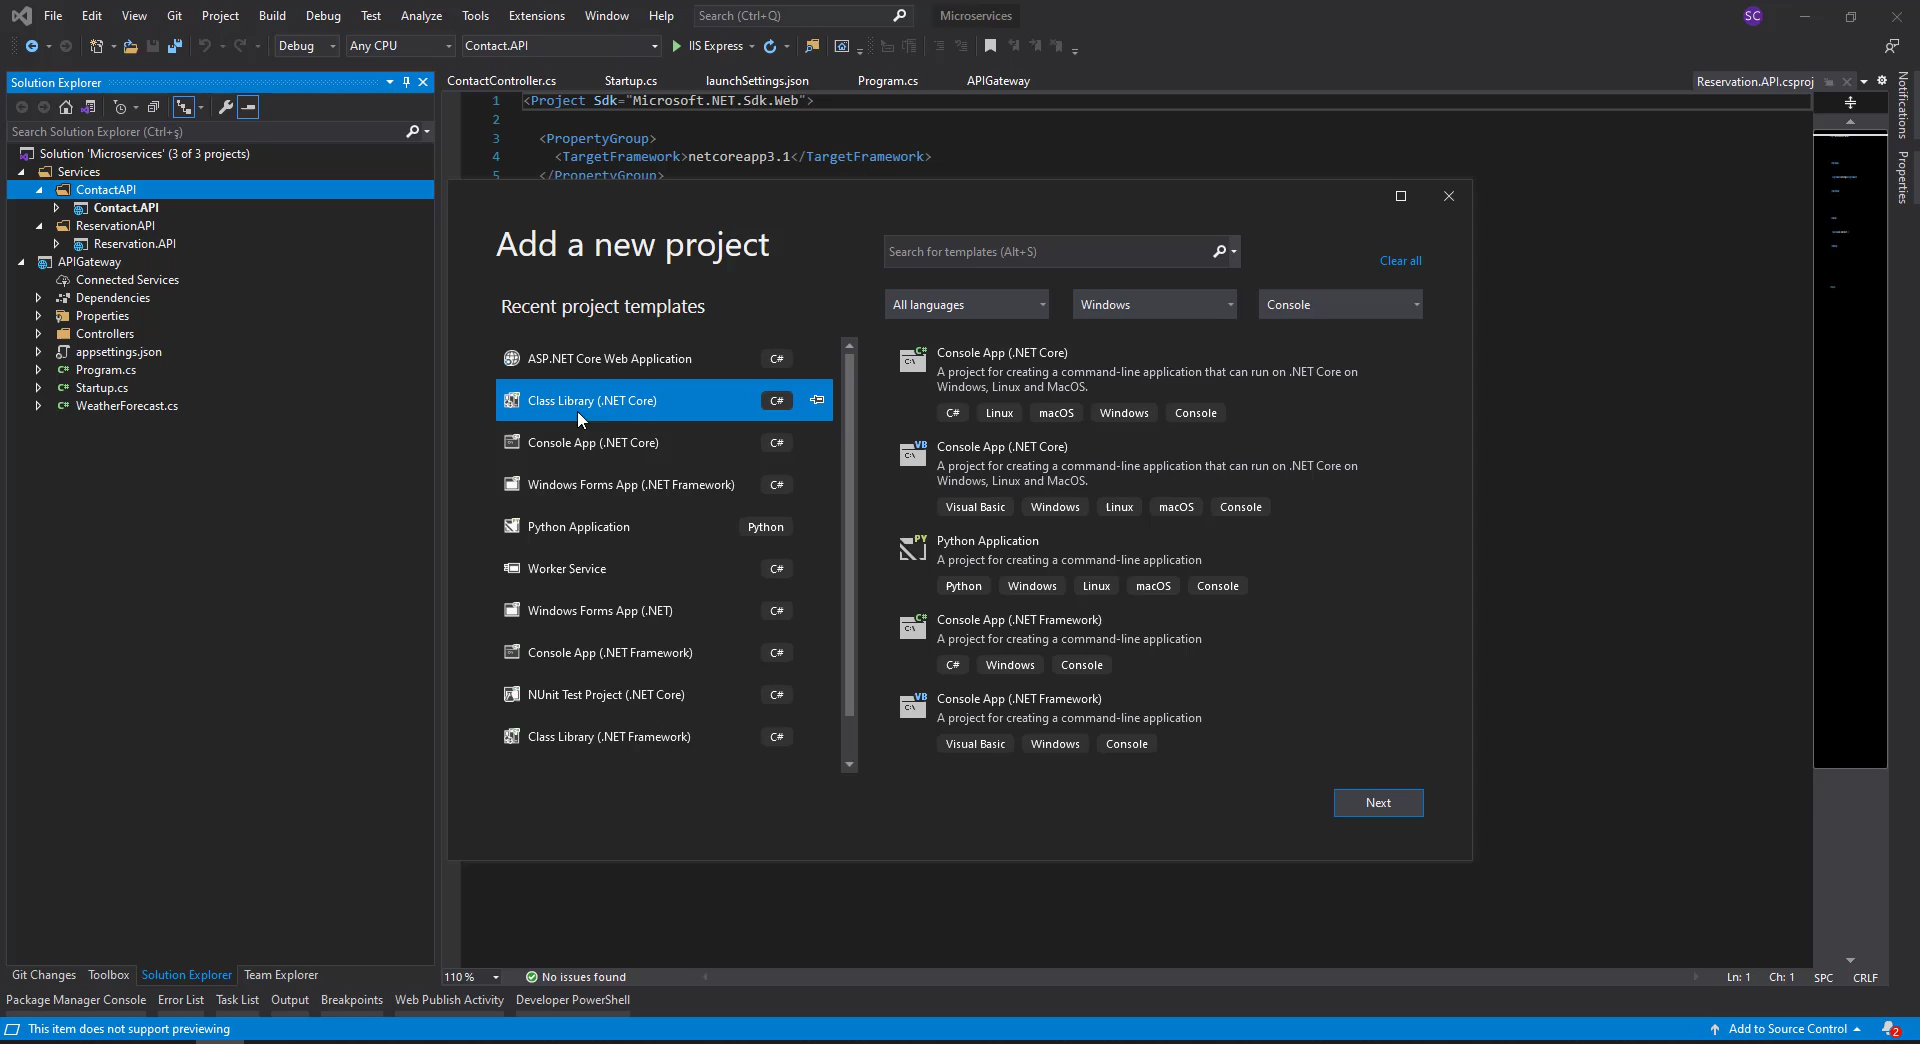 File Edit View Git Project Build Debug Test Analyze Tools Extensions Window Help Search (Ctrl+Q) Microservices SC
Debug Any CPU Contact.API IIS Express
Solution Explorer
Search Solution Explorer (Ctrl+ş)
Solution 'Microservices' (3 of 3 projects)
Services
ContactAPI
Contact.API
ReservationAPI
Reservation.API
APIGateway
Connected Services
Dependencies
Properties
Controllers
appsettings.json
C# Program.cs
C# Startup.cs
C# WeatherForecast.cs
ContactController.cs Startup.cs launchSettings.json Program.cs APIGateway Reservation.API.csproj
1 <Project Sdk="Microsoft.NET.Sdk.Web">
2
3 <PropertyGroup>
4 <TargetFramework>netcoreapp3.1</TargetFramework>
5 </PropertyGroup>
Add a new project
Recent project templates
ASP.NET Core Web Application C#
Class Library (.NET Core) C#
Console App (.NET Core) C#
Windows Forms App (.NET Framework) C#
Python Application Python
Worker Service C#
Windows Forms App (.NET) C#
Console App (.NET Framework) C#
NUnit Test Project (.NET Core) C#
Class Library (.NET Framework) C#
Search for templates (Alt+S)
Clear all
All languages Windows Console
C# C:\ Console App (.NET Core)
A project for creating a command-line application that can run on .NET Core on
Windows, Linux and MacOS.
C# Linux macOS Windows Console
VB C:\ Console App (.NET Core)
A project for creating a command-line application that can run on .NET Core on
Windows, Linux and MacOS.
Visual Basic Windows Linux macOS Console
PY Python Application
A project for creating a command-line application
Python Windows Linux macOS Console
C# C:\ Console App (.NET Framework)
A project for creating a command-line application
C# Windows Console
VB C:\ Console App (.NET Framework)
A project for creating a command-line application
Visual Basic Windows Console
Next
Notifications
Properties
Git Changes Toolbox Solution Explorer Team Explorer
110 % No issues found Ln: 1 Ch: 1 SPC CRLF
Package Manager Console Error List Task List Output Breakpoints Web Publish Activity Developer PowerShell
This item does not support previewing Add to Source Control 2